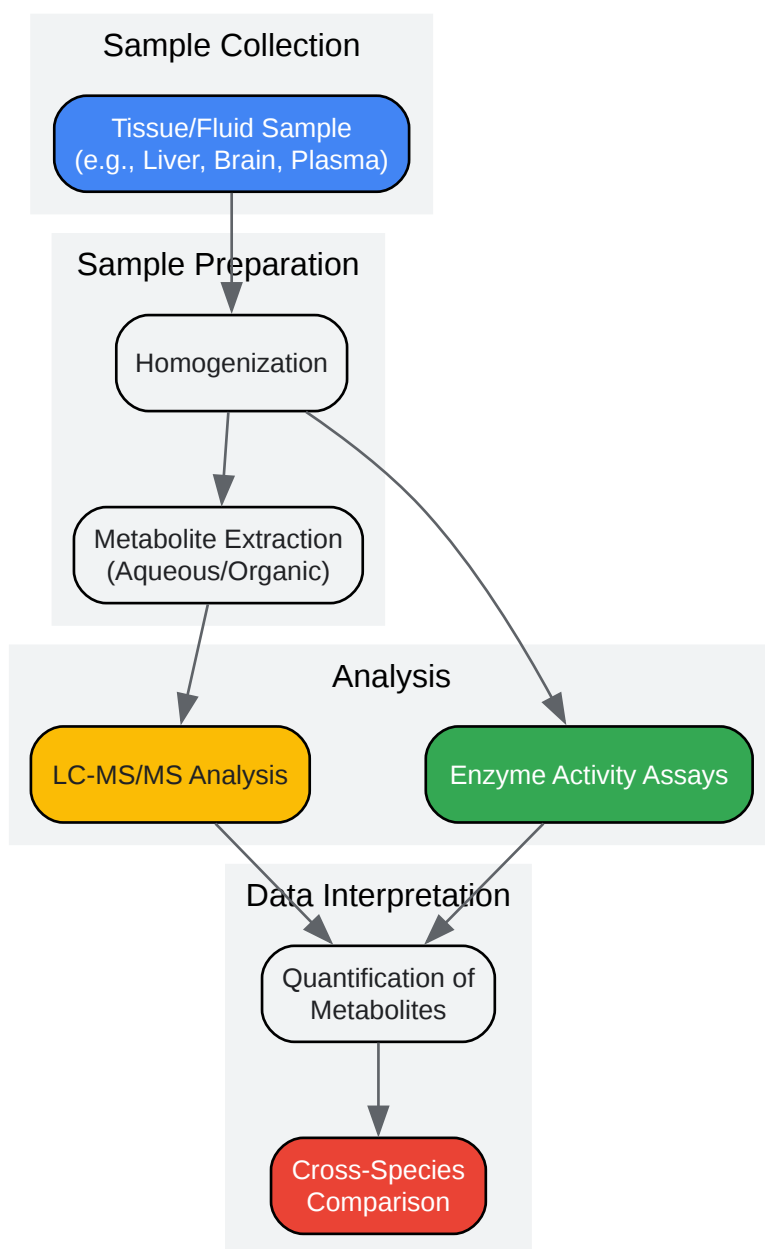 Sample Collection
Tissue/Fluid Sample
(e.g., Liver, Brain, Plasma)
Sample Preparation
Homogenization
Metabolite Extraction
(Aqueous/Organic)
Analysis
LC-MS/MS Analysis
Enzyme Activity Assays
Data Interpretation
Quantification of
Metabolites
Cross-Species
Comparison